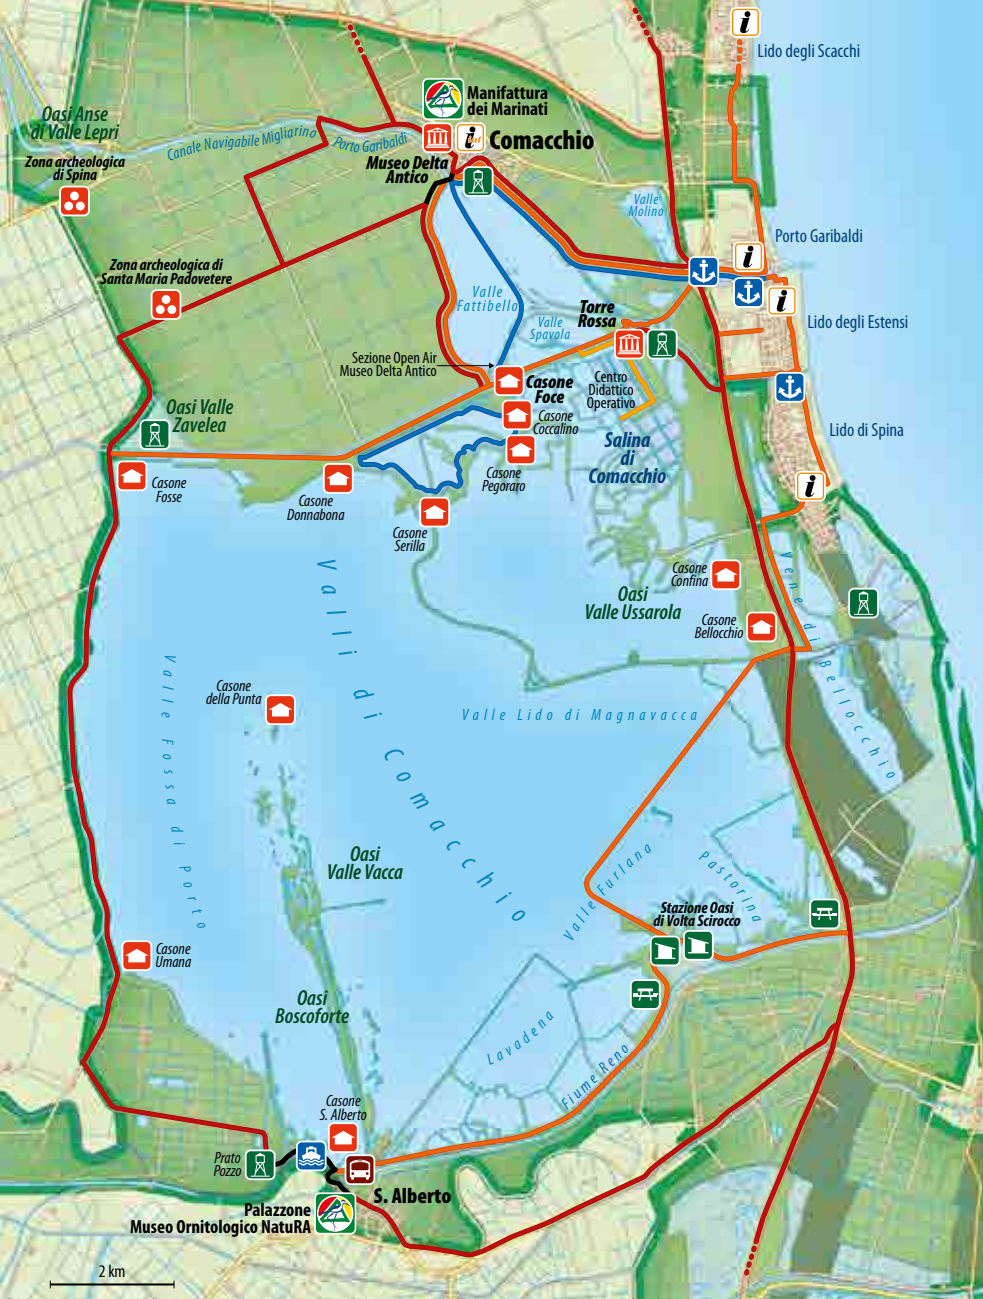 i
Lido degli Scacchi
Manifattura
dei Marinati
Oasi Anse
di Valle Lepri
Canale Navigabile Migliarino
Porto Garibaldi
i
Comacchio
Zona archeologica
di Spina
Museo Delta
Antico
Valle
Molino
Porto Garibaldi
i
Zona archeologica di
Santa Maria Padovetere
Valle
Fattibello
Torre
Rossa
i
Lido degli Estensi
Valle
Spavola
Sezione Open Air
Museo Delta Antico
Centro
Didattico
Operativo
Casone
Foce
Oasi Valle
Zavelea
Casone
Coccalino
Salina
di
Comacchio
Lido di Spina
Casone
Fosse
Casone
Donnabona
Casone
Pegoraro
i
Casone
Serilla
Casone
Confina
Oasi
Valle Ussarola
Casone
Bellocchio
Vene di Bellocchio
Valli di Comacchio
Valle Fossa di Porto
Casone
della Punta
Valle Lido di Magnavacca
Oasi
Valle Vacca
Valle Furlana
Pastorina
Stazione Oasi
di Volta Scirocco
Casone
Umana
Oasi
Boscoforte
Lavadena
Fiume Reno
Casone
S. Alberto
Prato
Pozzo
S. Alberto
Palazzone
Museo Ornitologico NatuRA
2 km